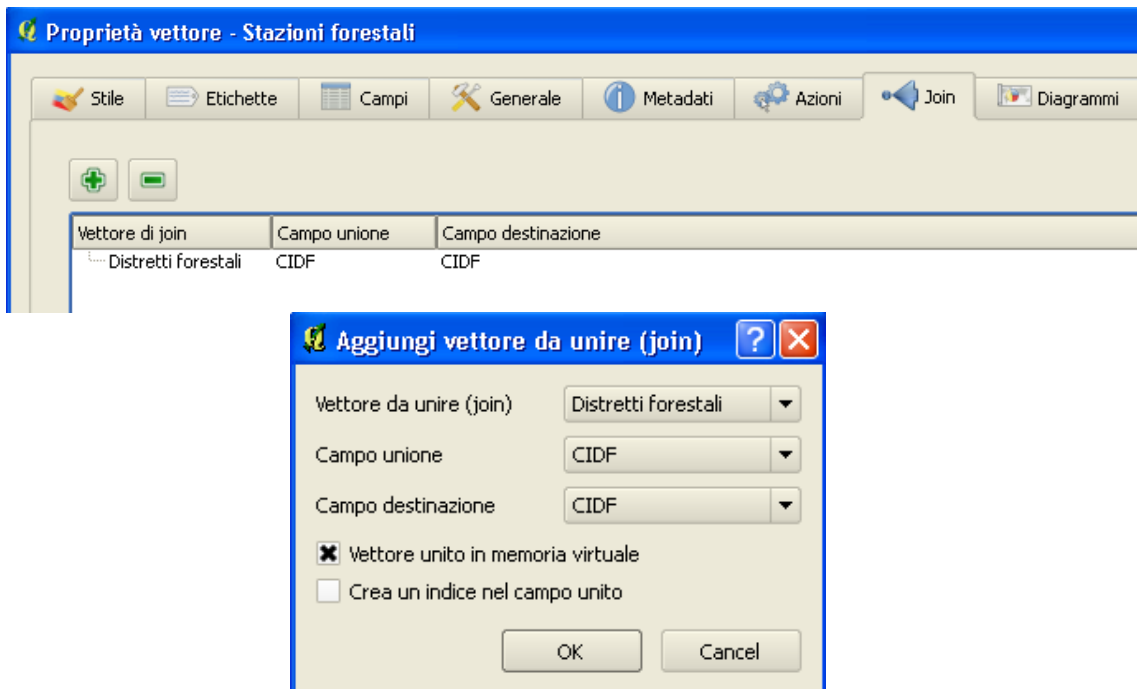 Proprietà vettore - Stazioni forestali
Stile Etichette Campi Generale Metadati Azioni Join Diagrammi
Vettore di join Campo unione Campo destinazione
Distretti forestali CIDF CIDF
Aggiungi vettore da unire (join)
Vettore da unire (join) Distretti forestali
Campo unione CIDF
Campo destinazione CIDF
Vettore unito in memoria virtuale
Crea un indice nel campo unito
OK Cancel